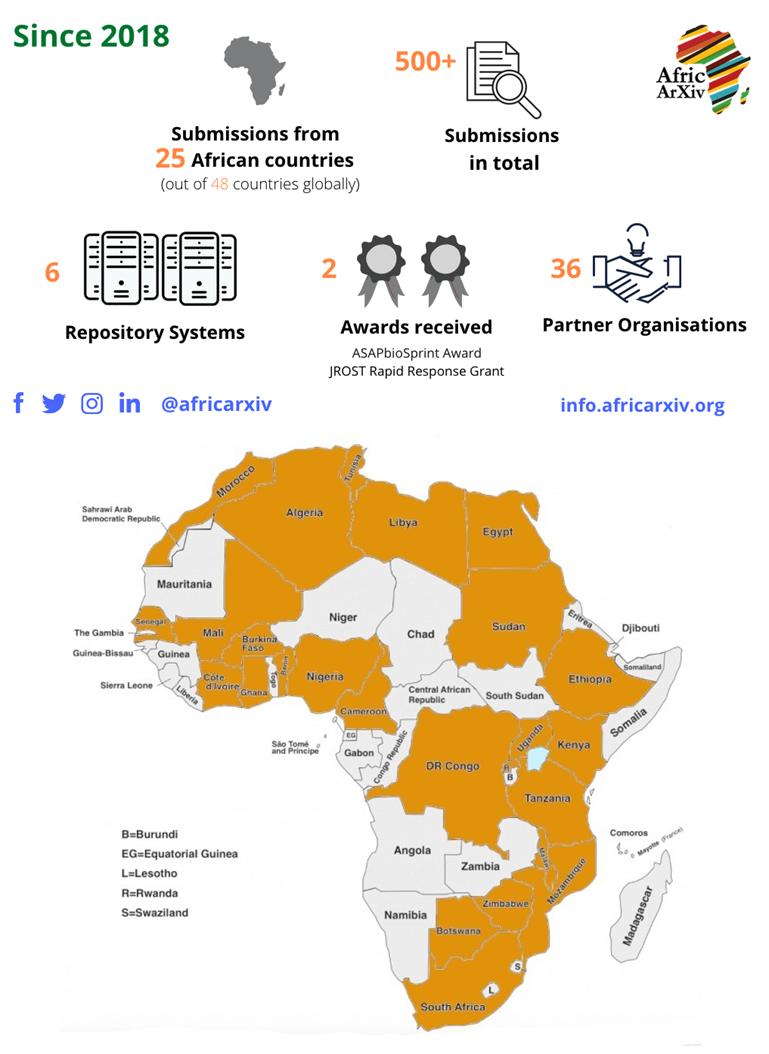 Since 2018
500+
Afric
ArXiv
Submissions from
25 African countries
(out of 48 countries globally)
Submissions
in total
6
Repository Systems
2
Awards received
ASAPbioSprint Award
JROST Rapid Response Grant
36
Partner Organisations
@africarxiv
info.africarxiv.org
Morocco
Tunisia
Algeria
Libya
Egypt
Sahrawi Arab
Democratic Republic
Mauritania
Niger
Chad
Sudan
Eritrea
Djibouti
Senegal
The Gambia
Mali
Burkina
Faso
Guinea-Bissau
Guinea
Sierra Leone
Liberia
Côte
d'Ivoire
Ghana
Togo
Benin
Nigeria
Cameroon
Central African
Republic
South Sudan
Ethiopia
Somaliland
Somalia
EG
São Tomé
and Príncipe
Gabon
Congo Republic
DR Congo
Uganda
Kenya
R
B
Tanzania
B=Burundi
EG=Equatorial Guinea
L=Lesotho
R=Rwanda
S=Swaziland
Angola
Zambia
Malawi
Mozambique
Comoros
Mayotte (France)
Madagascar
Namibia
Zimbabwe
Botswana
S
L
South Africa